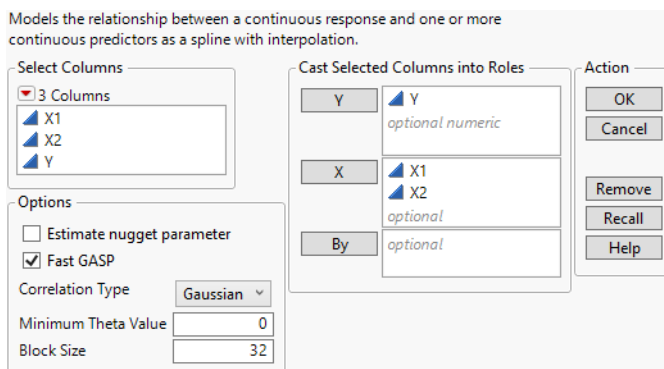 Models the relationship between a continuous response and one or more
continuous predictors as a spline with interpolation.
Select Columns
3 Columns
X1
X2
Y
Options
Estimate nugget parameter
Fast GASP
Correlation Type Gaussian
Minimum Theta Value 0
Block Size 32
Cast Selected Columns into Roles
Y Y
optional numeric
X X1
X2
optional
By optional
Action
OK
Cancel
Remove
Recall
Help